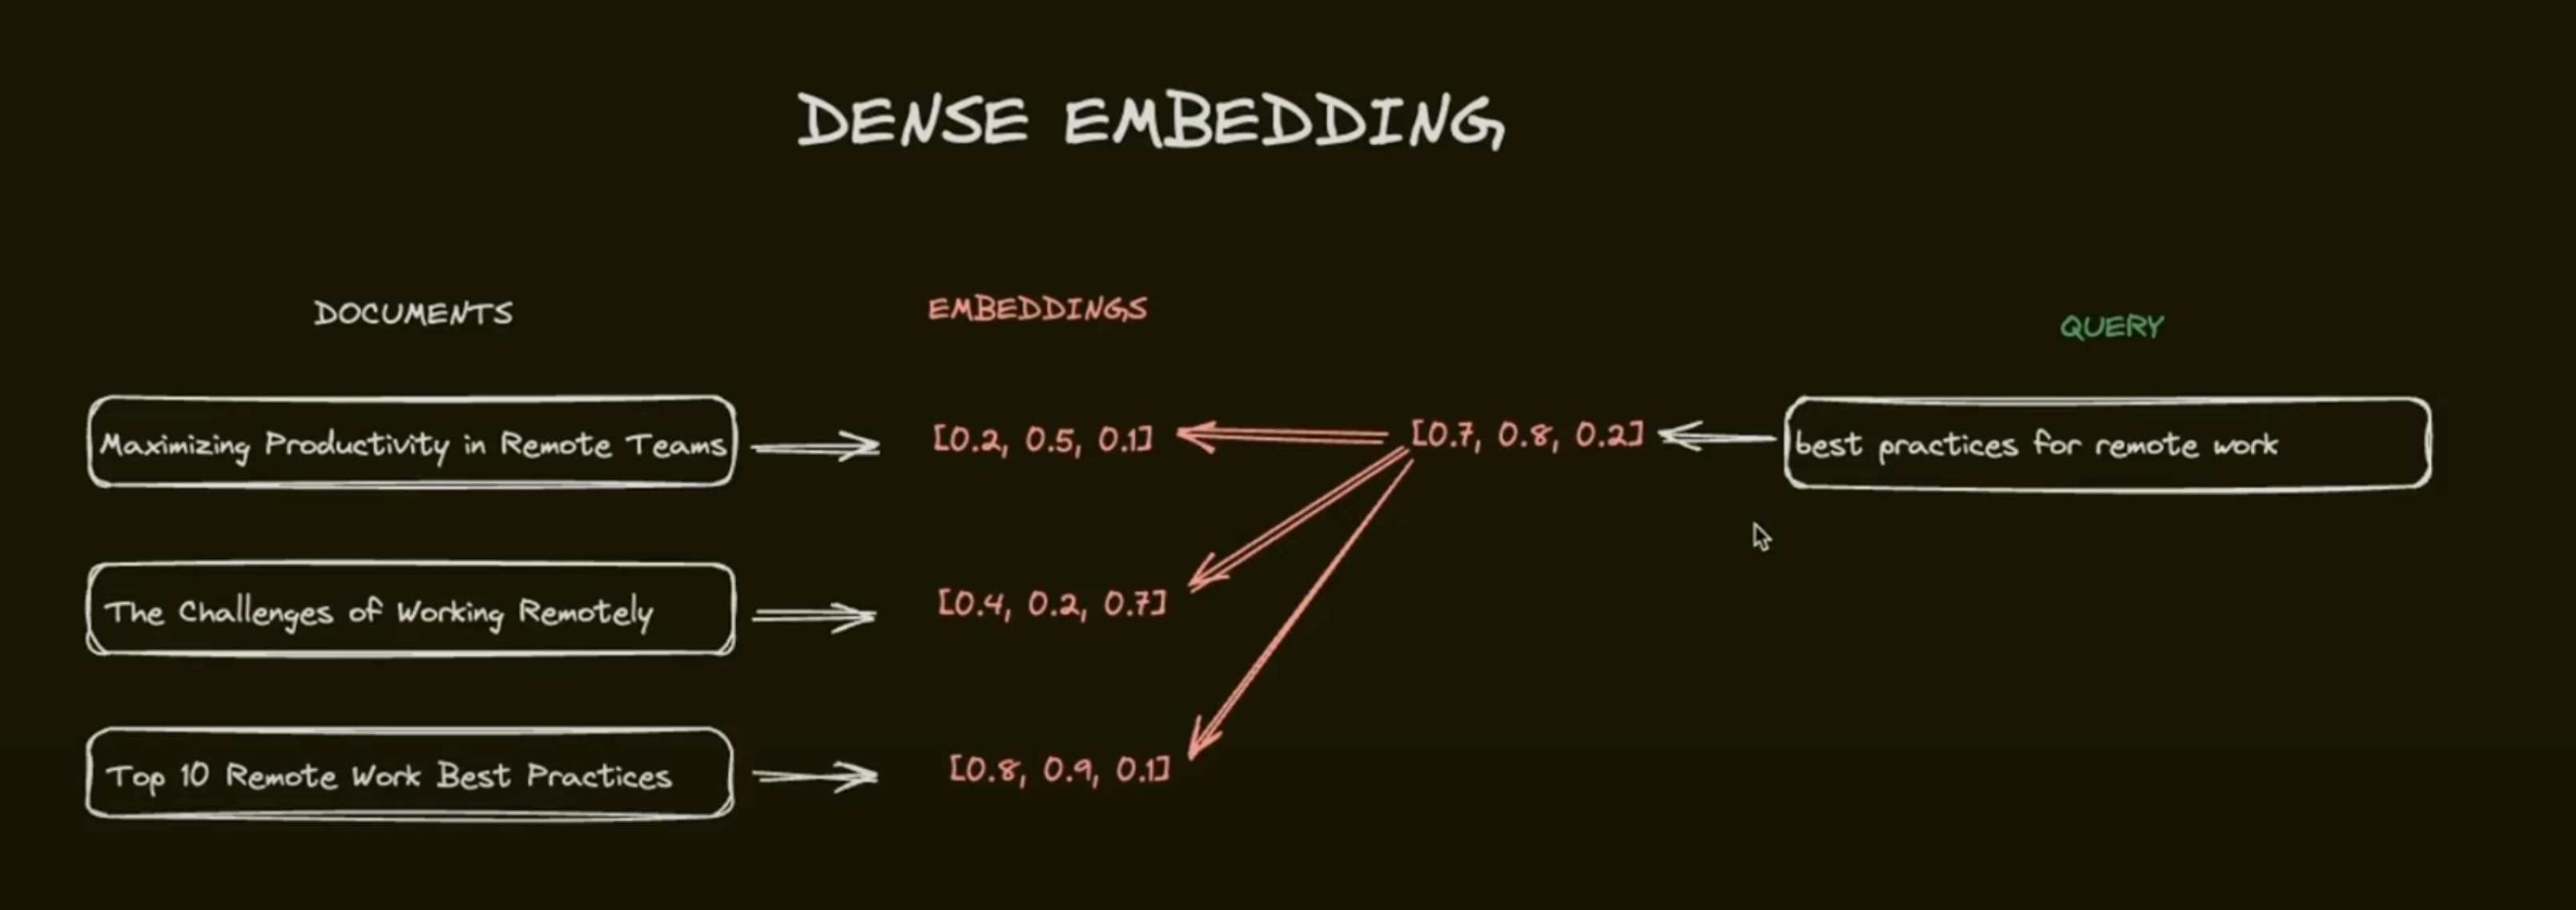 DENSE EMBEDDING
DOCUMENTS
EMBEDDINGS
QUERY
Maximizing Productivity in Remote Teams
[0.2, 0.5, 0.1]
[0.7, 0.8, 0.2]
best practices for remote work
The Challenges of Working Remotely
[0.4, 0.2, 0.7]
Top 10 Remote Work Best Practices
[0.8, 0.9, 0.1]